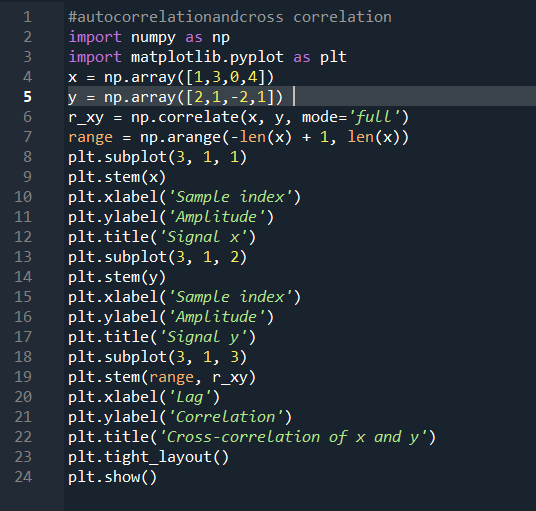 1 #autocorrelationandcross correlation
2 import numpy as np
3 import matplotlib.pyplot as plt
4 x = np.array([1,3,0,4])
5 y = np.array([2,1,-2,1])
6 r_xy = np.correlate(x, y, mode='full')
7 range = np.arange(-len(x) + 1, len(x))
8 plt.subplot(3, 1, 1)
9 plt.stem(x)
10 plt.xlabel('Sample index')
11 plt.ylabel('Amplitude')
12 plt.title('Signal x')
13 plt.subplot(3, 1, 2)
14 plt.stem(y)
15 plt.xlabel('Sample index')
16 plt.ylabel('Amplitude')
17 plt.title('Signal y')
18 plt.subplot(3, 1, 3)
19 plt.stem(range, r_xy)
20 plt.xlabel('Lag')
21 plt.ylabel('Correlation')
22 plt.title('Cross-correlation of x and y')
23 plt.tight_layout()
24 plt.show()